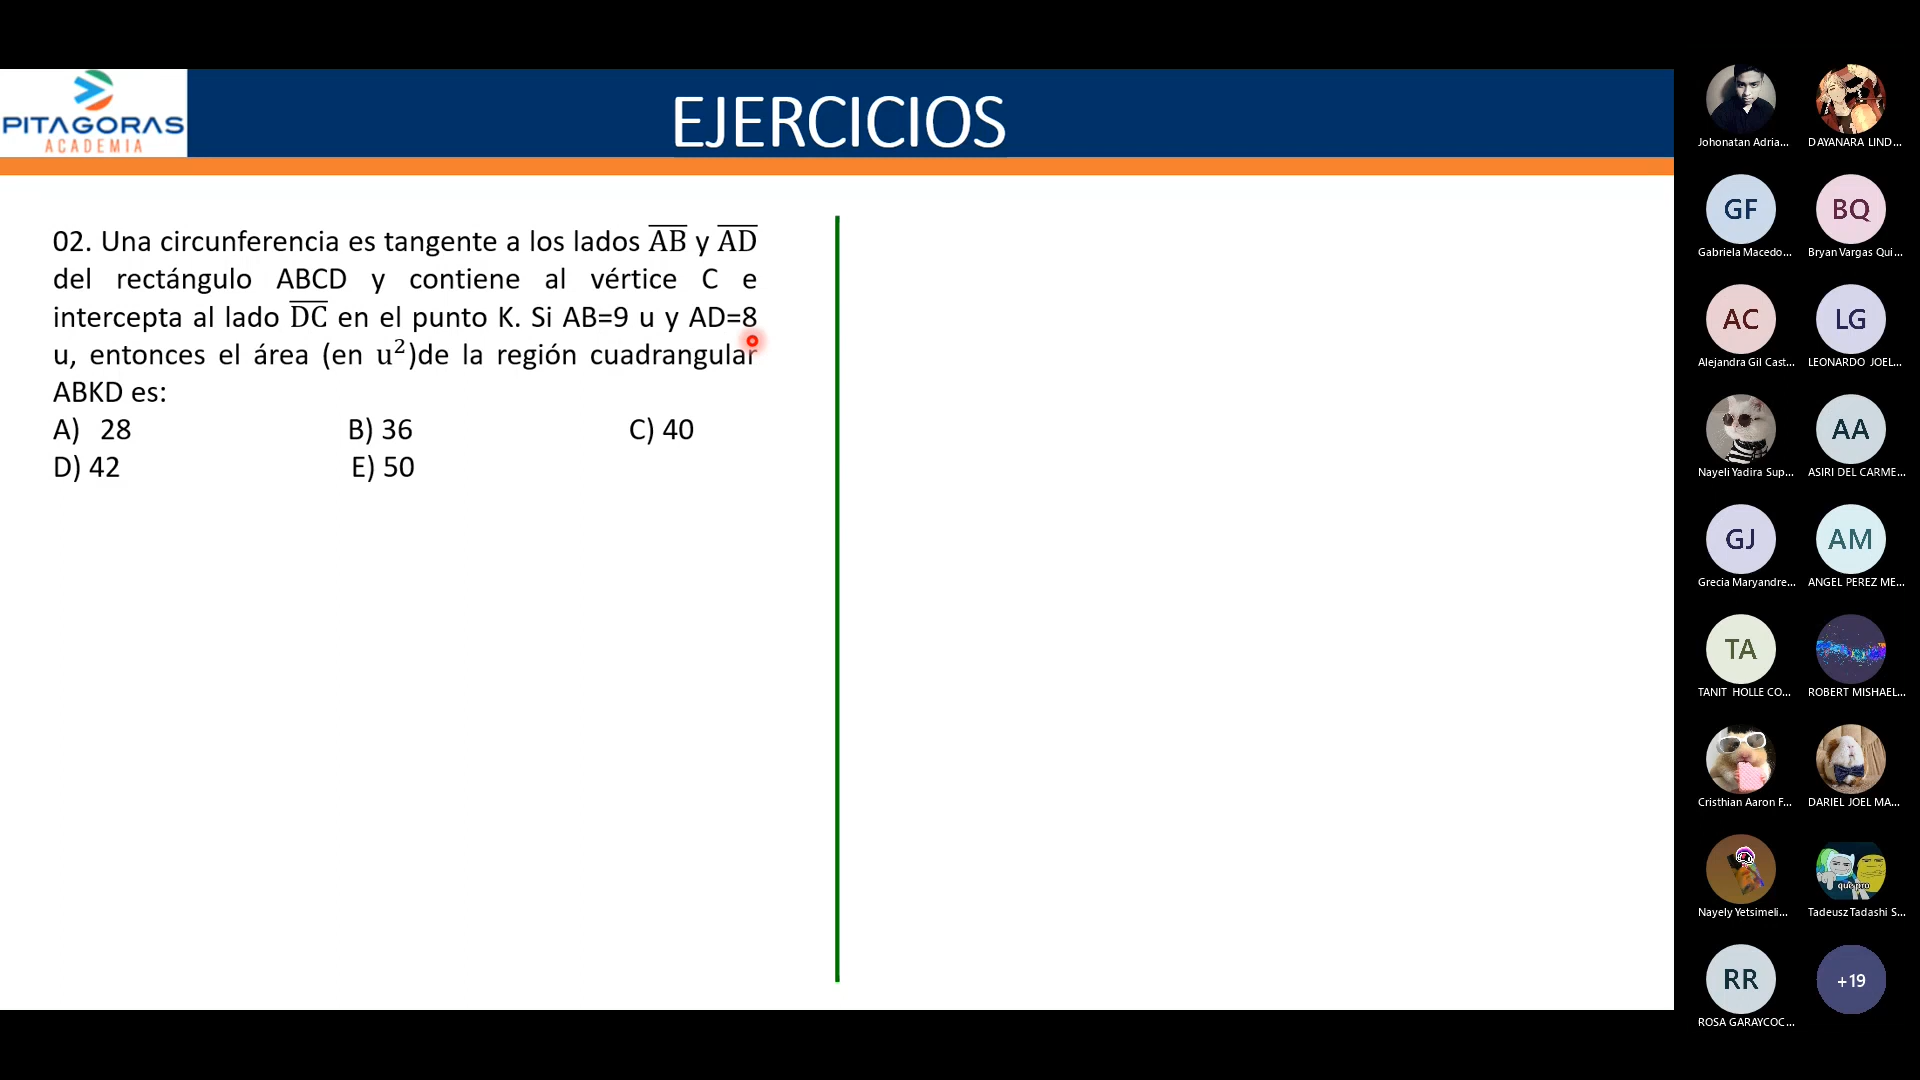 PITAGORAS
ACADEMIA
EJERCICIOS
02. Una circunferencia es tangente a los lados A̅B̅ y A̅D̅
del rectángulo ABCD y contiene al vértice C e
intercepta al lado D̅C̅ en el punto K. Si AB=9 u y AD=8
u, entonces el área (en u²)de la región cuadrangular
ABKD es:
A) 28 B) 36 C) 40
D) 42 E) 50
Johonatan Adria...
DAYANARA LIND...
GF
Gabriela Macedo...
BQ
Bryan Vargas Qui...
AC
Alejandra Gil Cast...
LG
LEONARDO JOEL...
Nayeli Yadira Sup...
AA
ASIRI DEL CARME...
GJ
Grecia Maryandre...
AM
ANGEL PEREZ ME...
TA
TANIT HOLLE CO...
ROBERT MISHAEL...
Cristhian Aaron F...
DARIEL JOEL MA...
Nayely Yetsimeli...
que pro
Tadeusz Tadashi S...
RR
ROSA GARAYCOC...
+19